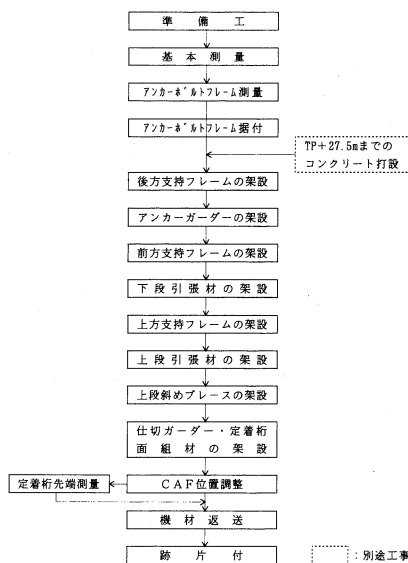 準備工
基本測量
アンカーボルトフレーム測量
アンカーボルトフレーム据付
TP+27.5mまでの
コンクリート打設
後方支持フレームの架設
アンカーガーダーの架設
前方支持フレームの架設
下段引張材の架設
上方支持フレームの架設
上段引張材の架設
上段斜めブレースの架設
仕切ガーダー・定着桁
面組材の架設
定着桁先端測量
CAF位置調整
機材返送
跡片付
:別途工事